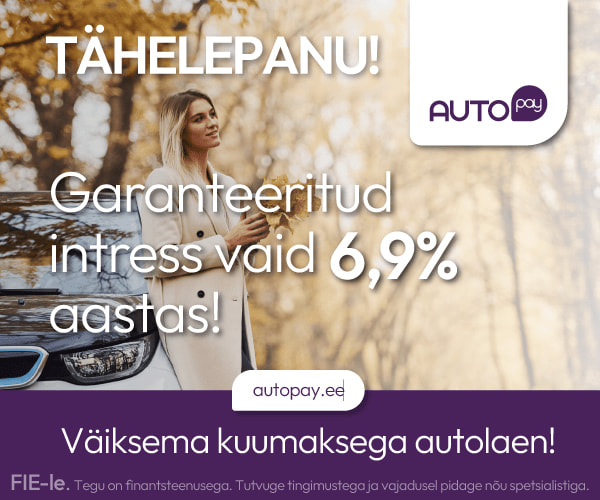 TÄHELEPANU!
AUTO pay
Garanteeritud
intress vaid 6,9%
aastas!
autopay.ee
Väiksema kuumaksega autolaen!
FIE-le. Tegu on finantsteenusega. Tutvuge tingimustega ja vajadusel pidage nõu spetsialistiga.